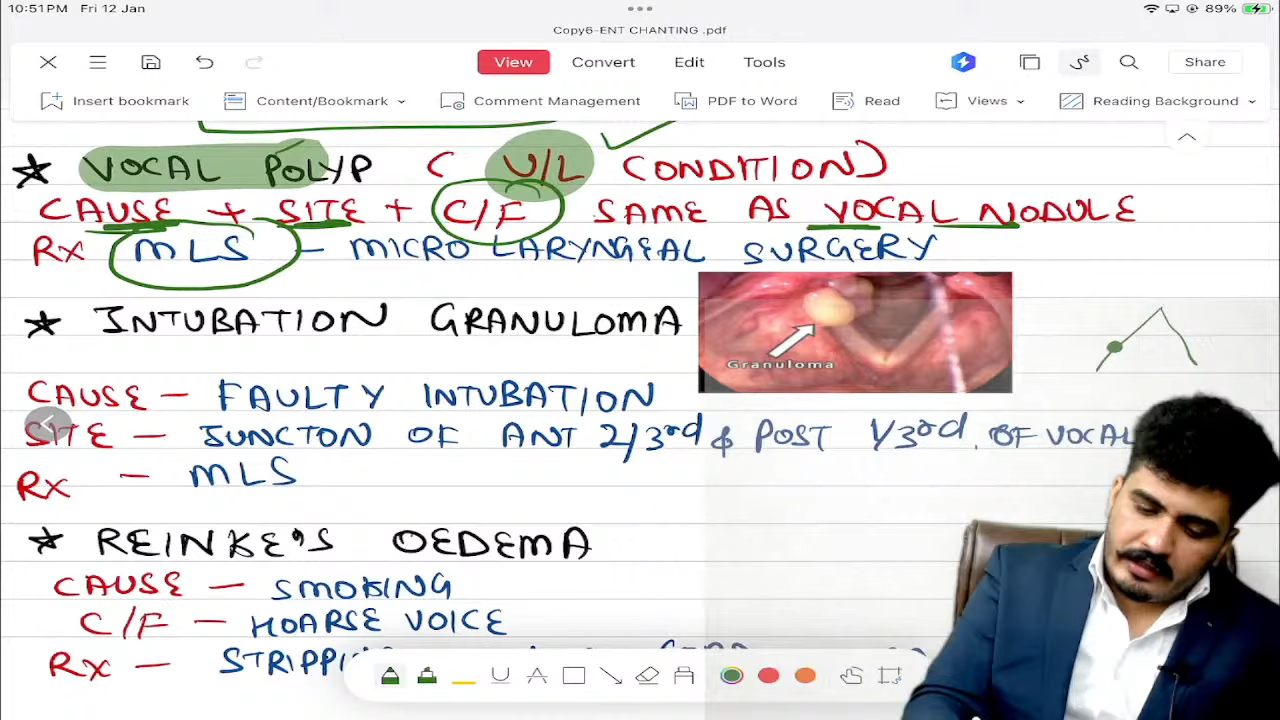 10:51PM Fri 12 Jan
89%
Copy6-ENT CHANTING .pdf
View Convert Edit Tools
Share
Insert bookmark Content/Bookmark Comment Management PDF to Word Read Views Reading Background
VOCAL POLYP ( U/L CONDITION)
CAUSE + SITE + C/F SAME AS VOCAL NODULE
Rx MLS - MICRO LARYNGEAL SURGERY
INTUBATION GRANULOMA
Granuloma
CAUSE - FAULTY INTUBATION
SITE - JUNCTON OF ANT 2/3rd & POST 1/3rd OF VOCAL
Rx - MLS
REINKE'S OEDEMA
CAUSE - SMOKING
C/F - HOARSE VOICE
Rx -